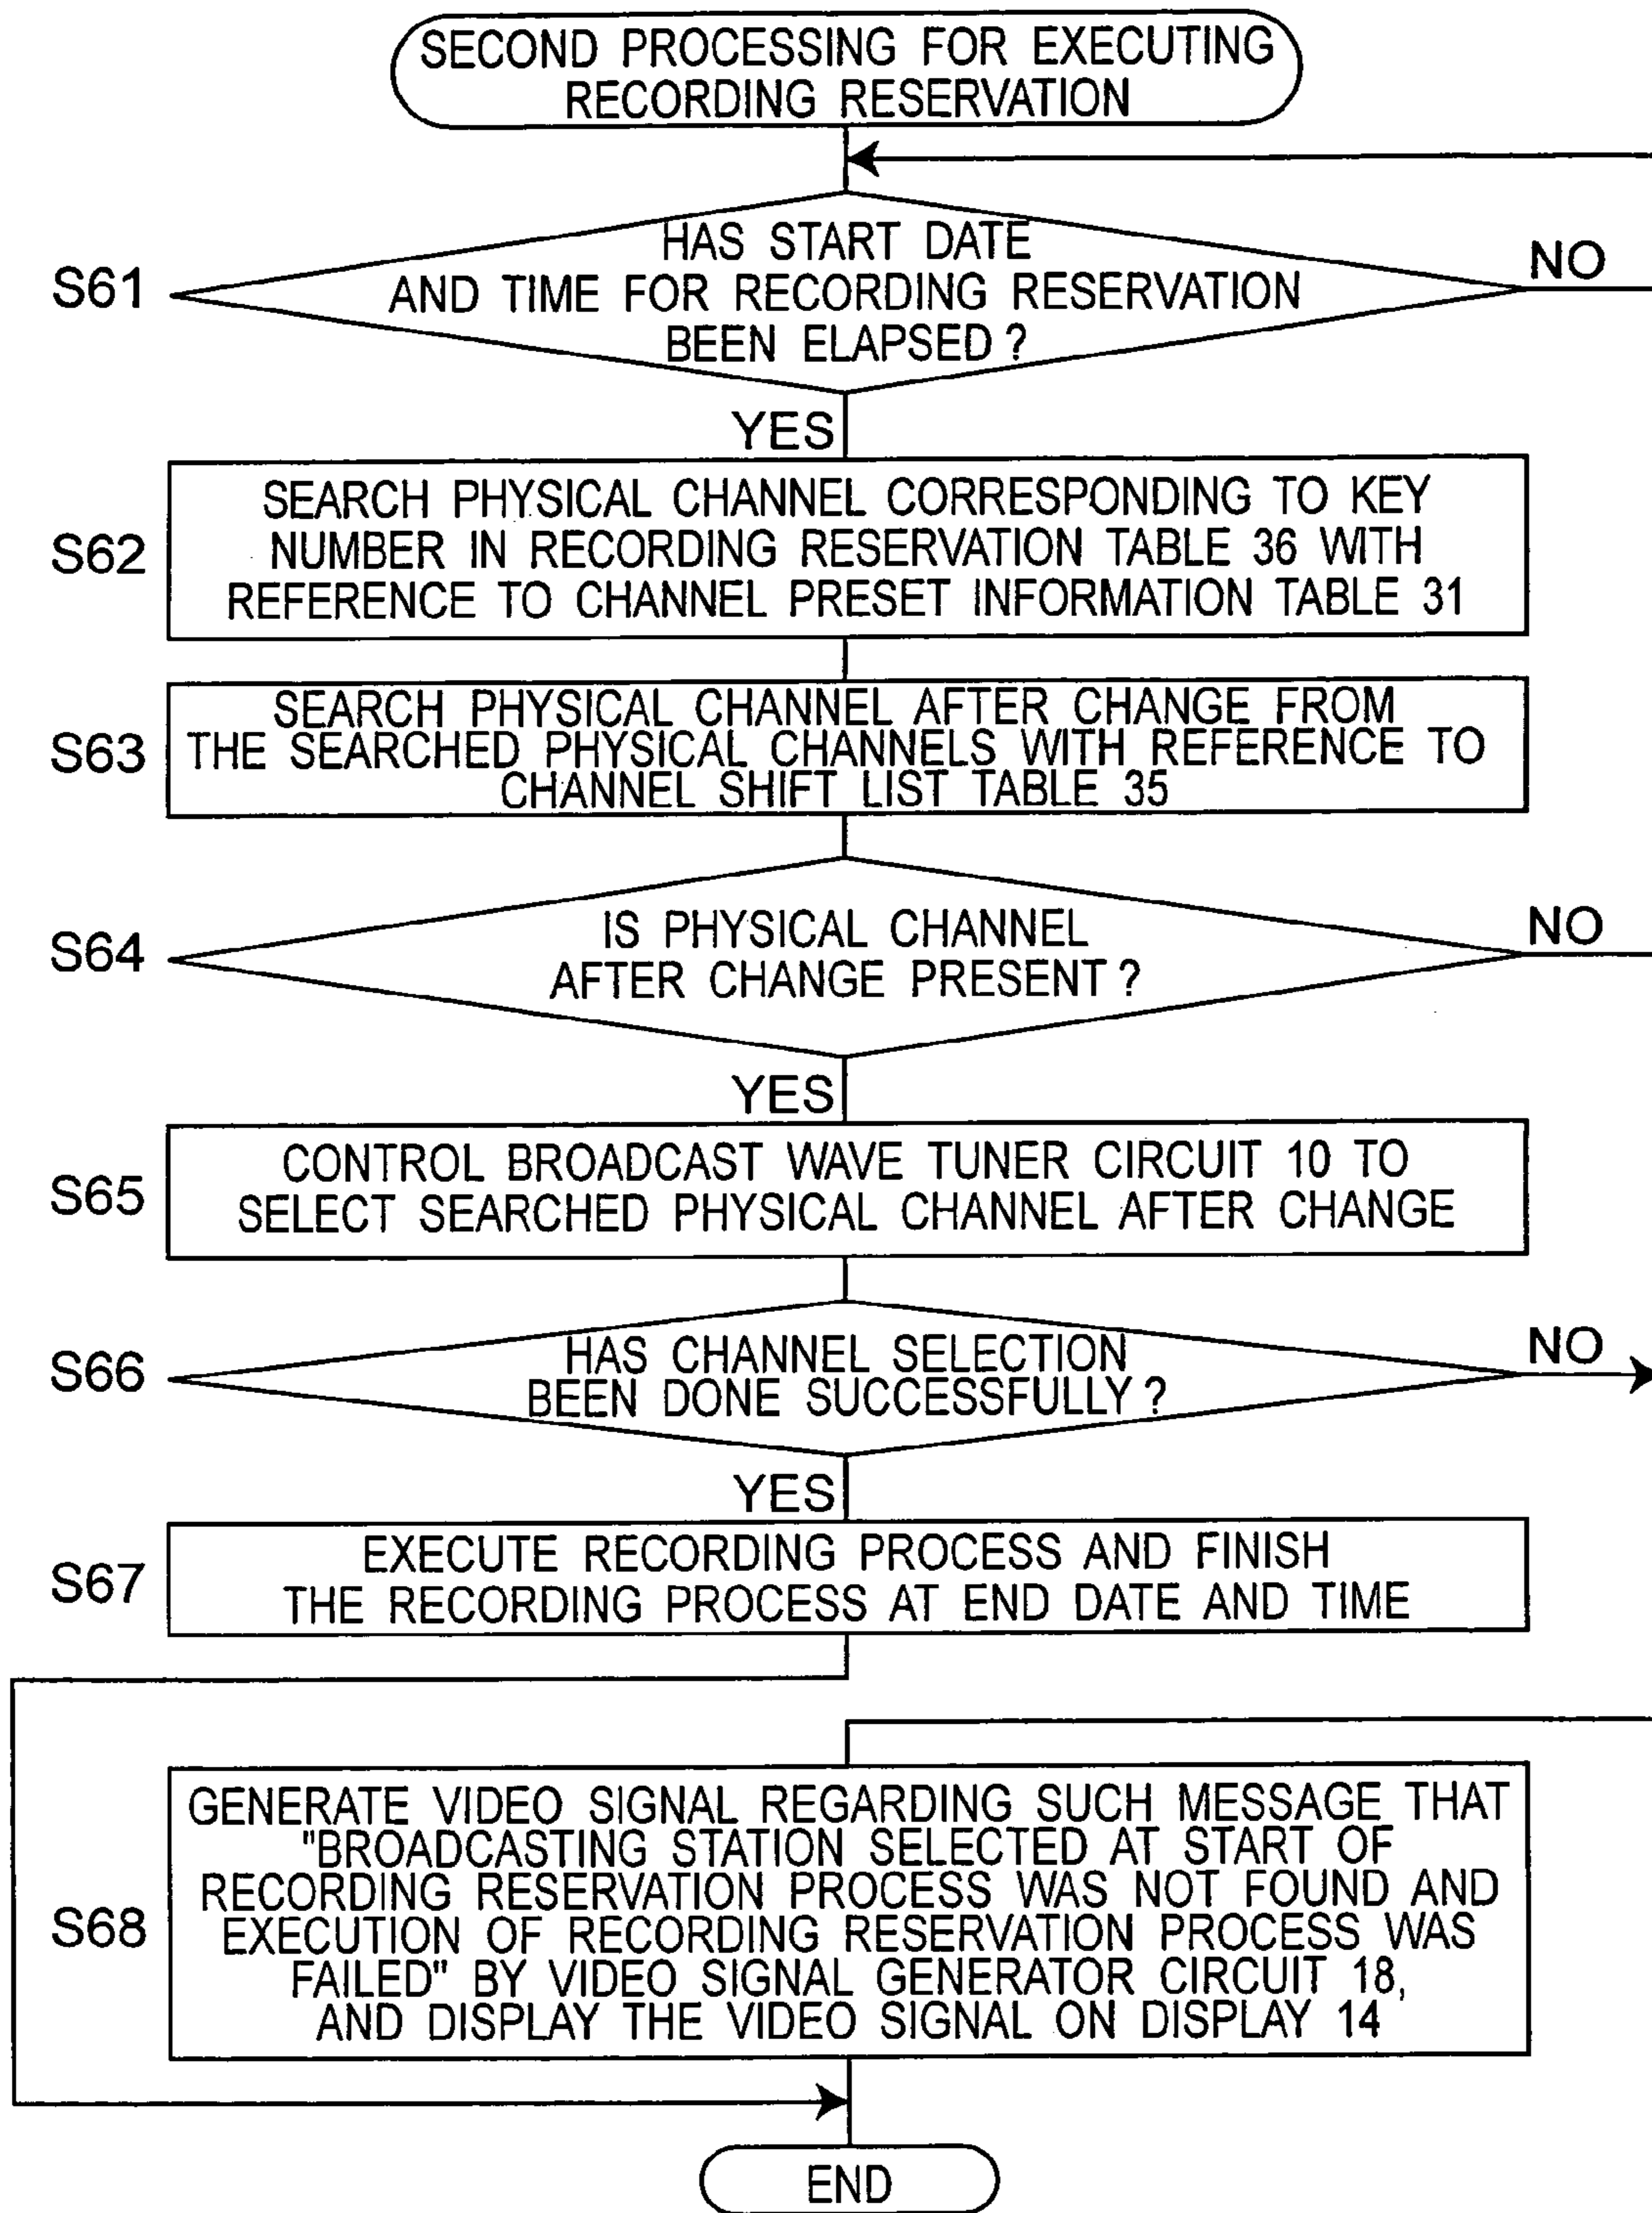 SECOND PROCESSING FOR EXECUTING
RECORDING RESERVATION
HAS START DATE
AND TIME FOR RECORDING RESERVATION
BEEN ELAPSED ?
NO
S61
YES
SEARCH PHYSICAL CHANNEL CORRESPONDING TO KEY
NUMBER IN RECORDING RESERVATION TABLE 36 WITH
REFERENCE TO CHANNEL PRESET INFORMATION TABLE 31
S62
SEARCH PHYSICAL CHANNEL AFTER CHANGE FROM
THE SEARCHED PHYSICAL CHANNELS WITH REFERENCE TO
CHANNEL SHIFT LIST TABLE 35
S63
IS PHYSICAL CHANNEL
AFTER CHANGE PRESENT ?
NO
S64
YES
CONTROL BROADCAST WAVE TUNER CIRCUIT 10 TO
SELECT SEARCHED PHYSICAL CHANNEL AFTER CHANGE
S65
HAS CHANNEL SELECTION
BEEN DONE SUCCESSFULLY ?
NO
S66
YES
EXECUTE RECORDING PROCESS AND FINISH
THE RECORDING PROCESS AT END DATE AND TIME
S67
GENERATE VIDEO SIGNAL REGARDING SUCH MESSAGE THAT
"BROADCASTING STATION SELECTED AT START OF
RECORDING RESERVATION PROCESS WAS NOT FOUND AND
EXECUTION OF RECORDING RESERVATION PROCESS WAS
FAILED" BY VIDEO SIGNAL GENERATOR CIRCUIT 18,
AND DISPLAY THE VIDEO SIGNAL ON DISPLAY 14
S68
END